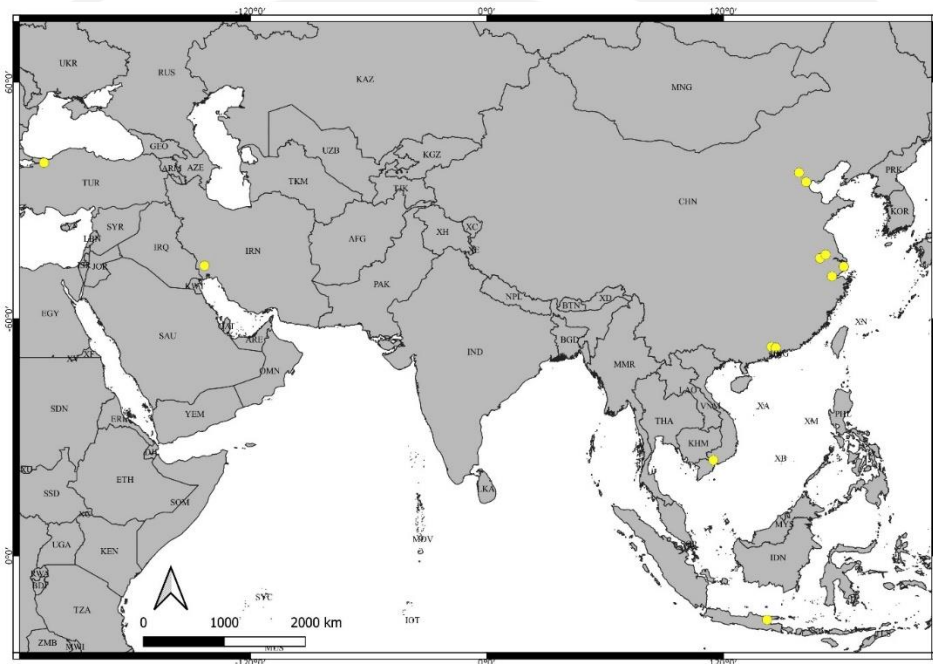 -120°0' 0°0' 120°0'
60°0'
UKR RUS KAZ MNG
GEO ARM AZE UZB KGZ PRK
TUR TKM TJK CHN KOR
SYR LBN IRQ IRN AFG XH XC
JOR KWT PAK
EGY SAU QAT ARE NPL BTN XD XN
-60°0'
OMN IND BGD MMR HKG
SDN ERI YEM LAO VNM XA XM PHL
THA KHM XB
SSD ETH SOM LKA
UGA KEN MDV MYS
0°0'
RWA BDI IDN
TZA SYC IOT
0 1000 2000 km
ZMB MWI MUS
-120°0' 0°0' 120°0'